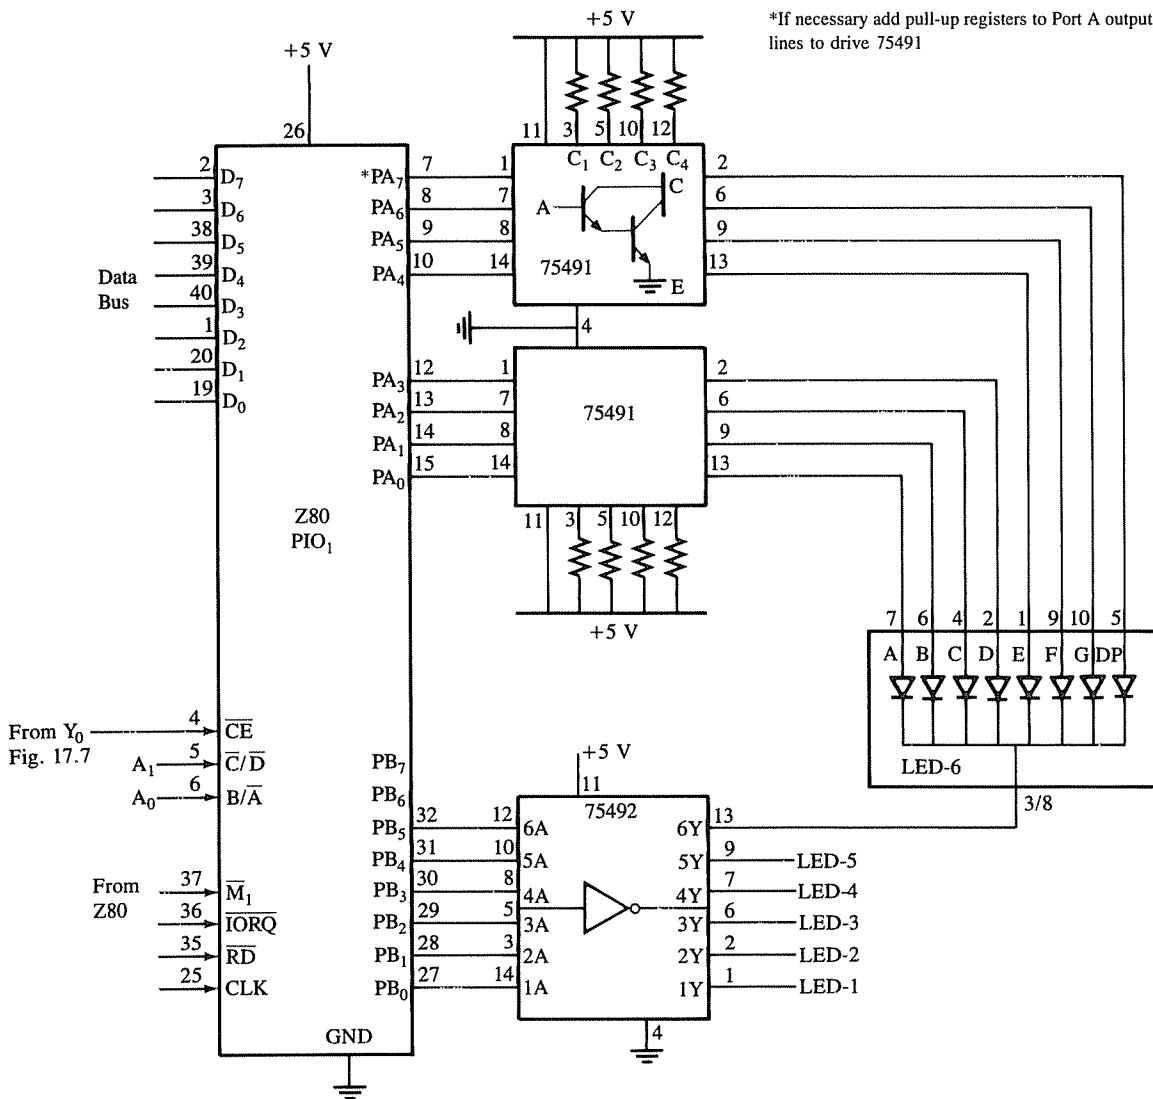 *If necessary add pull-up registers to Port A output
lines to drive 75491
+5 V
+5 V
26
11 3 5 10 12
C₁ C₂ C₃ C₄
2 D₇
3 D₆
38 D₅
39 D₄
40 D₃
1 D₂
20 D₁
19 D₀
Data
Bus
*PA₇ 7 1
PA₆ 8 7
PA₅ 9 8
PA₄ 10 14
A
C
E
75491
2
6
9
13
4
PA₃ 12 1
PA₂ 13 7
PA₁ 14 8
PA₀ 15 14
75491
2
6
9
13
11 3 5 10 12
+5 V
Z80
PIO₁
7 6 4 2 1 9 10 5
A B C D E F G DP
LED-6
3/8
From Y₀
Fig. 17.7
4 C̅E̅
A₁ 5 C̅/D̅
A₀ 6 B/A̅
From
Z80
37 M̅₁
36 I̅O̅R̅Q̅
35 R̅D̅
25 CLK
GND
PB₇
PB₆
PB₅ 32 12 6A
PB₄ 31 10 5A
PB₃ 30 8 4A
PB₂ 29 5 3A
PB₁ 28 3 2A
PB₀ 27 14 1A
+5 V
11
75492
6Y 13
5Y 9 LED-5
4Y 7 LED-4
3Y 6 LED-3
2Y 2 LED-2
1Y 1 LED-1
4